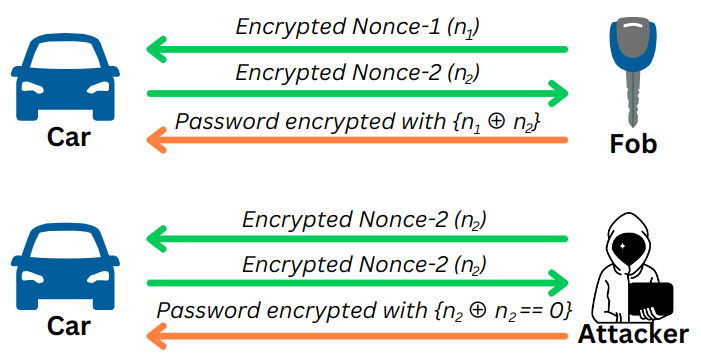 Encrypted Nonce-1 (n₁)
Encrypted Nonce-2 (n₂)
Password encrypted with {n₁ ⊕ n₂}
Car
Fob
Encrypted Nonce-2 (n₂)
Encrypted Nonce-2 (n₂)
Password encrypted with {n₂ ⊕ n₂ == 0}
Car
Attacker